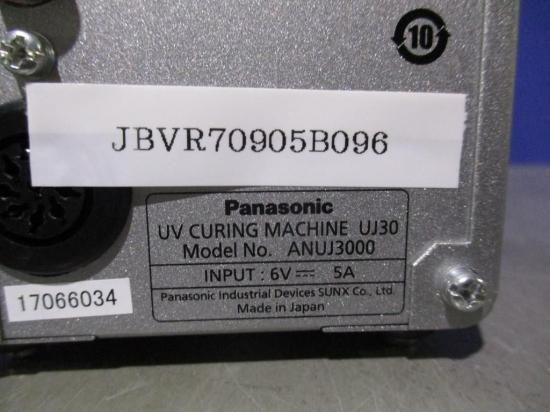 10
JBVR70905B096
Panasonic
UV CURING MACHINE UJ30
Model No. ANUJ3000
INPUT : 6V⎓ 5A
17066034
Panasonic Industrial Devices SUNX Co., Ltd.
Made in Japan